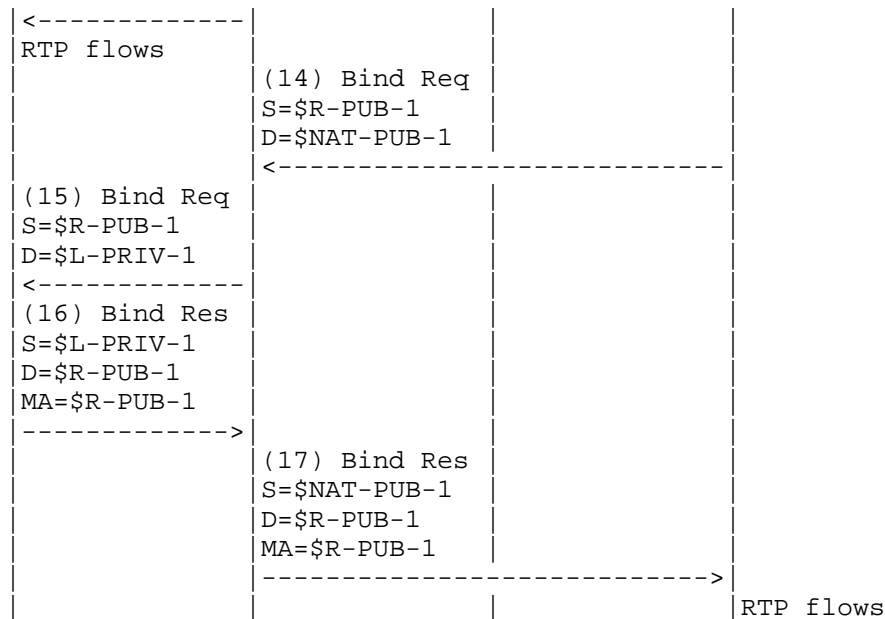 |<-------------|              |              |
|RTP flows     |              |              |
|              |(14) Bind Req |              |
|              |S=$R-PUB-1    |              |
|              |D=$NAT-PUB-1  |              |
|              |<----------------------------|
|(15) Bind Req |              |              |
|S=$R-PUB-1    |              |              |
|D=$L-PRIV-1   |              |              |
|<-------------|              |              |
|(16) Bind Res |              |              |
|S=$L-PRIV-1   |              |              |
|D=$R-PUB-1    |              |              |
|MA=$R-PUB-1   |              |              |
|------------->|              |              |
|              |(17) Bind Res |              |
|              |S=$NAT-PUB-1  |              |
|              |D=$R-PUB-1    |              |
|              |MA=$R-PUB-1   |              |
|              |---------------------------->|
|              |              |              |RTP flows